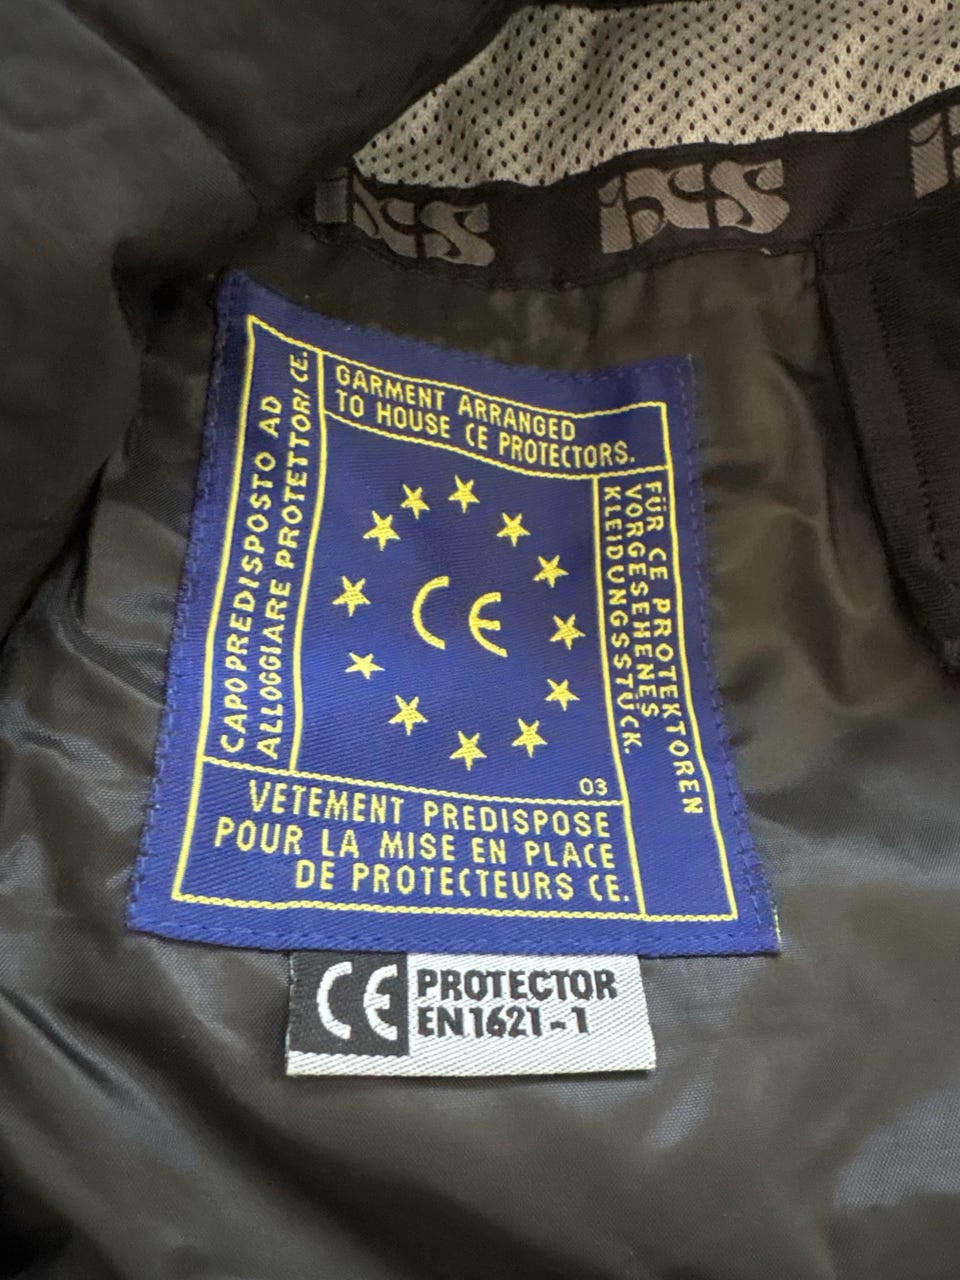 iXS
iXS
GARMENT ARRANGED
TO HOUSE CE PROTECTORS.
CAPO PREDISPOSTO AD
ALLOGGIARE PROTETTORI CE.
FÜR CE PROTEKTOREN
VORGESEHENES
KLEIDUNGSSTÜCK.
CE
03
VETEMENT PREDISPOSE
POUR LA MISE EN PLACE
DE PROTECTEURS CE.
CE PROTECTOR
EN 1621-1